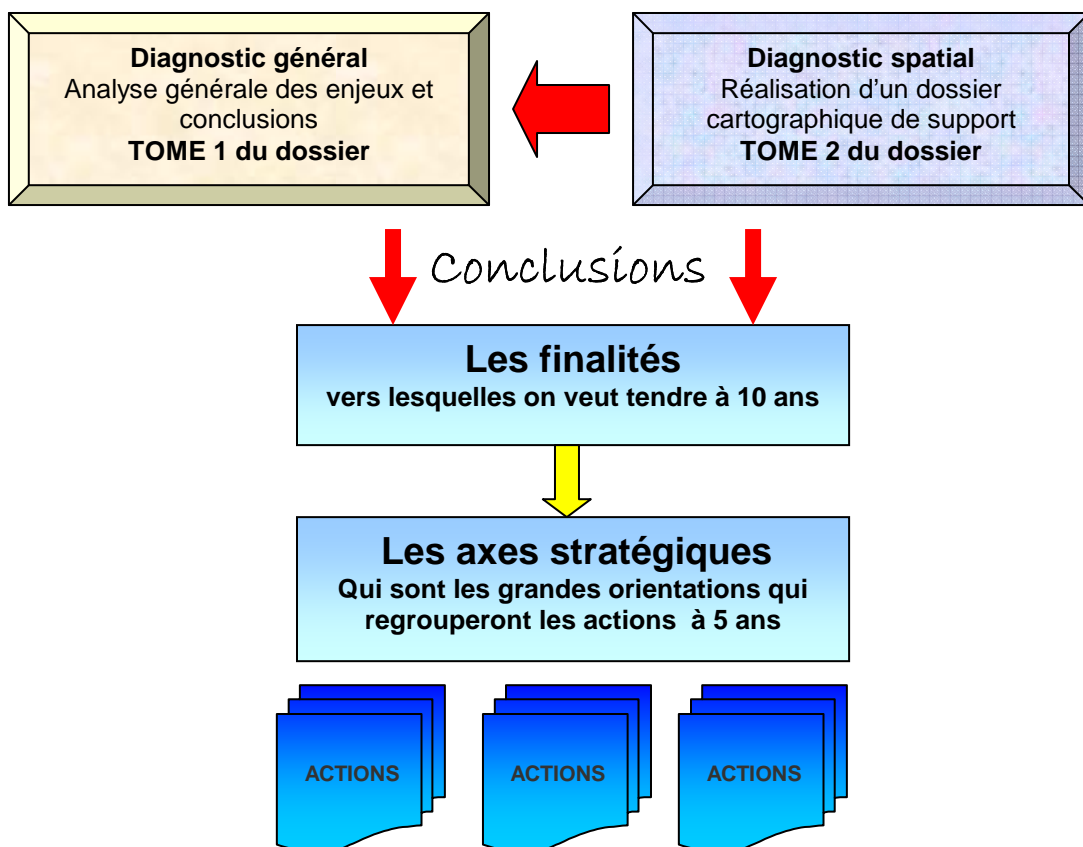 Diagnostic général
Analyse générale des enjeux et
conclusions
TOME 1 du dossier
Diagnostic spatial
Réalisation d’un dossier
cartographique de support
TOME 2 du dossier
Conclusions
Les finalités
vers lesquelles on veut tendre à 10 ans
Les axes stratégiques
Qui sont les grandes orientations qui
regrouperont les actions à 5 ans
ACTIONS
ACTIONS
ACTIONS